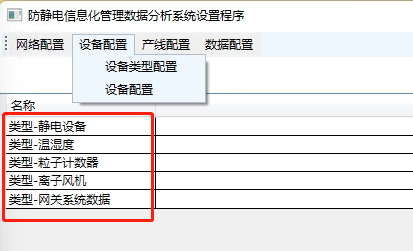 防静电信息化管理数据分析系统设置程序
网络配置 设备配置 产线配置 数据配置
设备类型配置
设备配置
名称
类型-静电设备
类型-温湿度
类型-粒子计数器
类型-离子风机
类型-网关系统数据